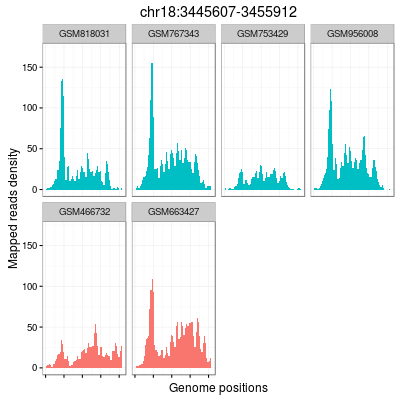 chr18:3445607-3455912
GSM818031 GSM767343 GSM753429 GSM956008
150
100
50
0
GSM466732 GSM663427
150
100
50
0
Mapped reads density
Genome positions